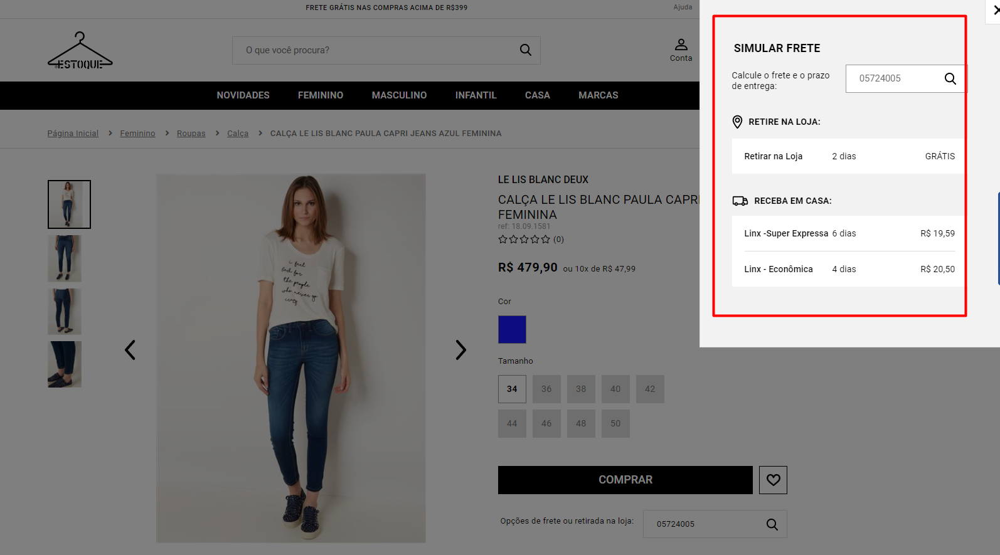 FRETE GRÁTIS NAS COMPRAS ACIMA DE R$399
Ajuda
ESTOQUE
O que você procura?
Conta
NOVIDADES FEMININO MASCULINO INFANTIL CASA MARCAS
Página Inicial Feminino Roupas Calça CALÇA LE LIS BLANC PAULA CAPRI JEANS AZUL FEMININA
i feel
bad for
the people
who never go
crazy
LE LIS BLANC DEUX
CALÇA LE LIS BLANC PAULA CAPRI
FEMININA
ref: 18.09.1581
(0)
R$ 479,90 ou 10x de R$ 47,99
Cor
Tamanho
34 36 38 40 42
44 46 48 50
COMPRAR
Opções de frete ou retirada na loja: 05724005
SIMULAR FRETE
Calcule o frete e o prazo
de entrega:
05724005
RETIRE NA LOJA:
Retirar na Loja 2 dias GRÁTIS
RECEBA EM CASA:
Linx -Super Expressa 6 dias R$ 19,59
Linx - Econômica 4 dias R$ 20,50